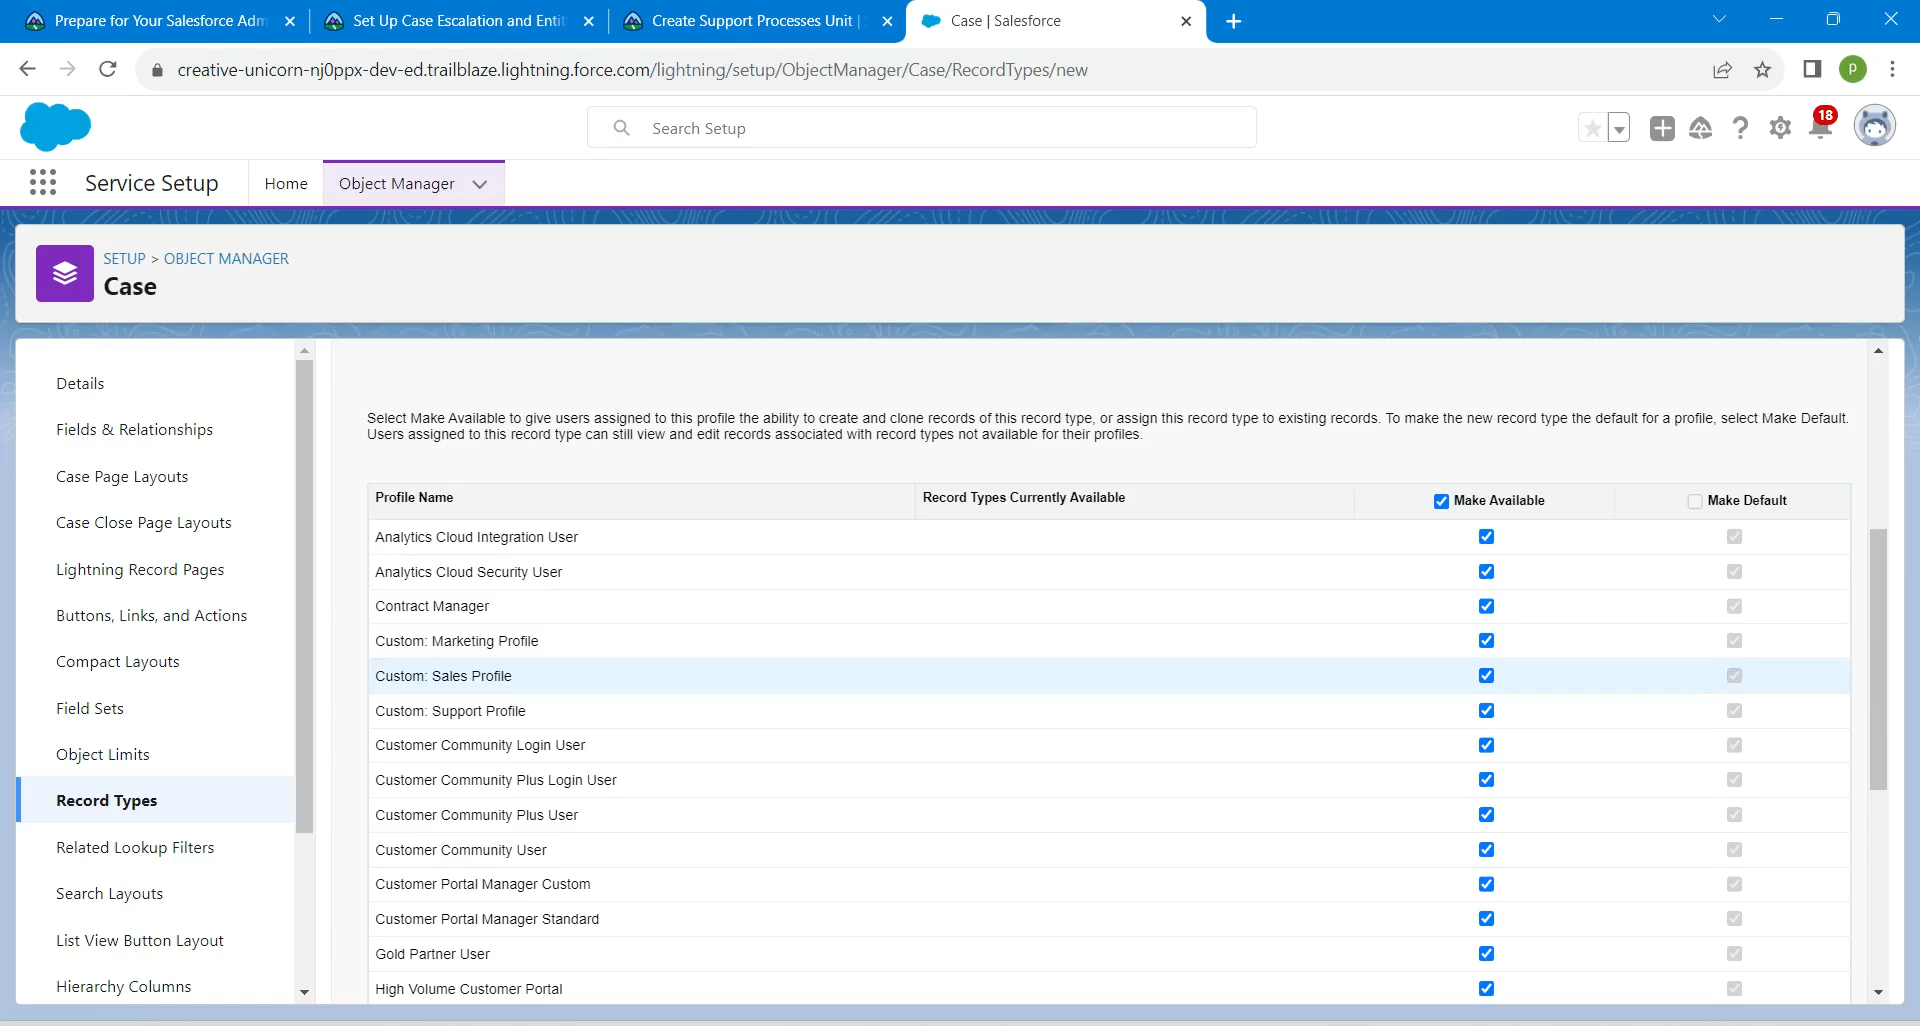 Prepare for Your Salesforce Adm
Set Up Case Escalation and Entit
Create Support Processes Unit |
Case | Salesforce
creative-unicorn-nj0ppx-dev-ed.trailblaze.lightning.force.com/lightning/setup/ObjectManager/Case/RecordTypes/new
p
Search Setup
18
Service Setup
Home
Object Manager
SETUP > OBJECT MANAGER
Case
Details
Fields & Relationships
Case Page Layouts
Case Close Page Layouts
Lightning Record Pages
Buttons, Links, and Actions
Compact Layouts
Field Sets
Object Limits
Record Types
Related Lookup Filters
Search Layouts
List View Button Layout
Hierarchy Columns
Select Make Available to give users assigned to this profile the ability to create and clone records of this record type, or assign this record type to existing records. To make the new record type the default for a profile, select Make Default.
Users assigned to this record type can still view and edit records associated with record types not available for their profiles.
Profile Name
Record Types Currently Available
Make Available
Make Default
Analytics Cloud Integration User
Analytics Cloud Security User
Contract Manager
Custom: Marketing Profile
Custom: Sales Profile
Custom: Support Profile
Customer Community Login User
Customer Community Plus Login User
Customer Community Plus User
Customer Community User
Customer Portal Manager Custom
Customer Portal Manager Standard
Gold Partner User
High Volume Customer Portal